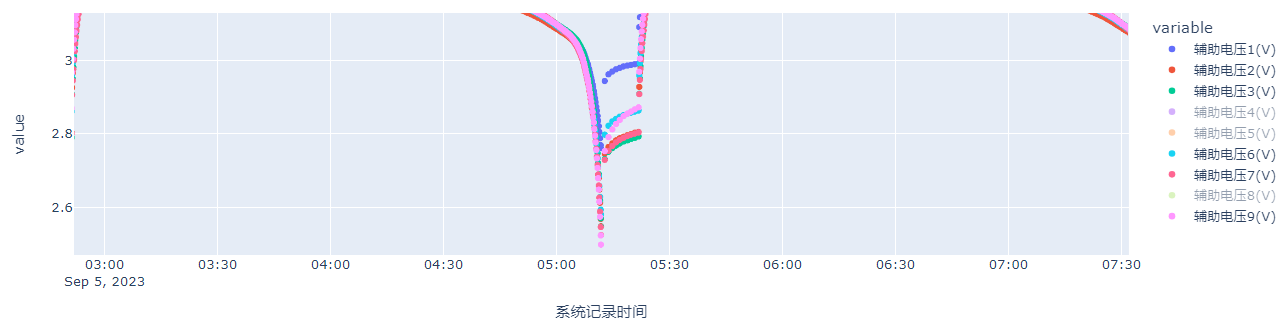 variable
辅助电压1(V)
辅助电压2(V)
辅助电压3(V)
辅助电压4(V)
辅助电压5(V)
辅助电压6(V)
辅助电压7(V)
辅助电压8(V)
辅助电压9(V)
value
3
2.8
2.6
03:00
03:30
04:00
04:30
05:00
05:30
06:00
06:30
07:00
07:30
Sep 5, 2023
系统记录时间